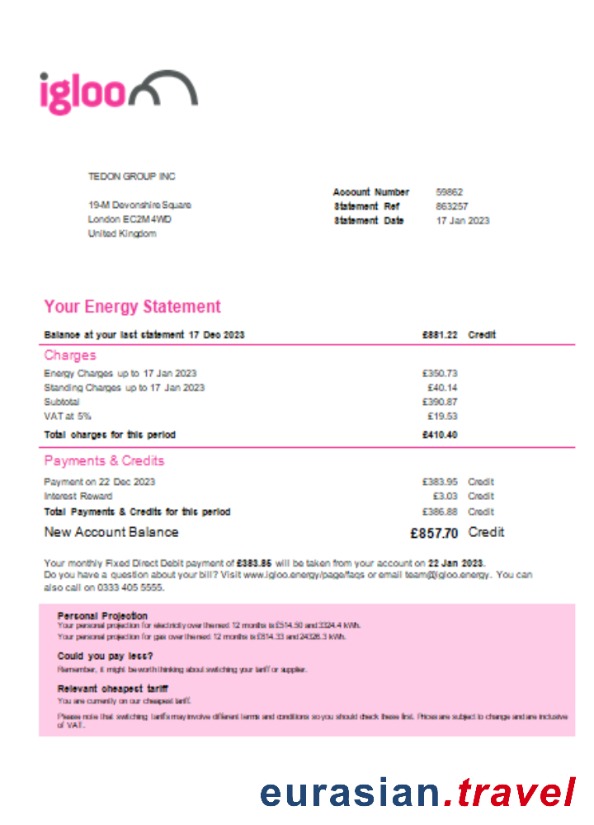 igloo
TEDON GROUP INC
19-M Devonshire Square
London EC2M 4WD
United Kingdom
Account Number 59862
Statement Ref 863257
Statement Date 17 Jan 2023
Your Energy Statement
Balance at your last statement 17 Dec 2023 £881.22 Credit
Charges
Energy Charges up to 17 Jan 2023 £350.73
Standing Charges up to 17 Jan 2023 £40.14
Subtotal £390.87
VAT at 5% £19.53
Total charges for this period £410.40
Payments & Credits
Payment on 22 Dec 2023 £383.95 Credit
Interest Reward £3.03 Credit
Total Payments & Credits for this period £386.88 Credit
New Account Balance £857.70 Credit
Your monthly Fixed Direct Debit payment of £383.85 will be taken from your account on 22 Jan 2023.
Do you have a question about your bill? Visit www.igloo.energy/page/faqs or email team@igloo.energy. You can
also call on 0333 405 5555.
Personal Projection
Your personal projection for electricity over the next 12 months is £514.50 and 3324.4 kWh.
Your personal projection for gas over the next 12 months is £614.33 and 24326.3 kWh.
Could you pay less?
Remember, it might be worth thinking about switching your tariff or supplier.
Relevant cheapest tariff
You are currently on our cheapest tariff.
Please note that switching tariffs may involve different terms and conditions so you should check these first. Prices are subject to change and are inclusive
of VAT.
eurasian.travel